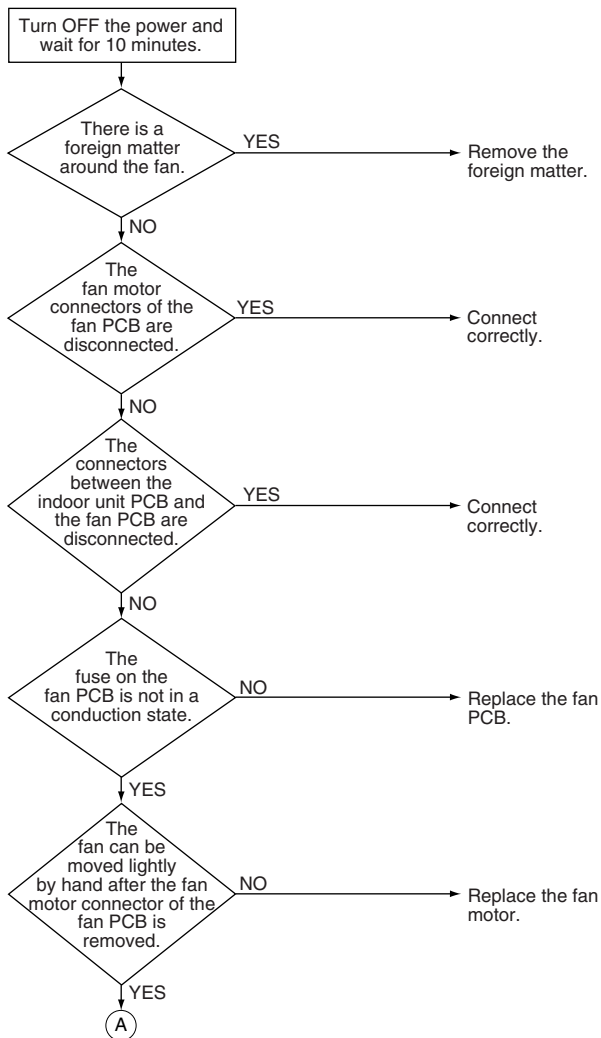 Turn OFF the power and
wait for 10 minutes.
There is a
foreign matter
around the fan.
YES
Remove the
foreign matter.
NO
The
fan motor
connectors of the
fan PCB are
disconnected.
YES
Connect
correctly.
NO
The
connectors
between the
indoor unit PCB and
the fan PCB are
disconnected.
YES
Connect
correctly.
NO
The
fuse on the
fan PCB is not in a
conduction state.
NO
Replace the fan
PCB.
YES
The
fan can be
moved lightly
by hand after the fan
motor connector of the
fan PCB is
removed.
NO
Replace the fan
motor.
YES
A